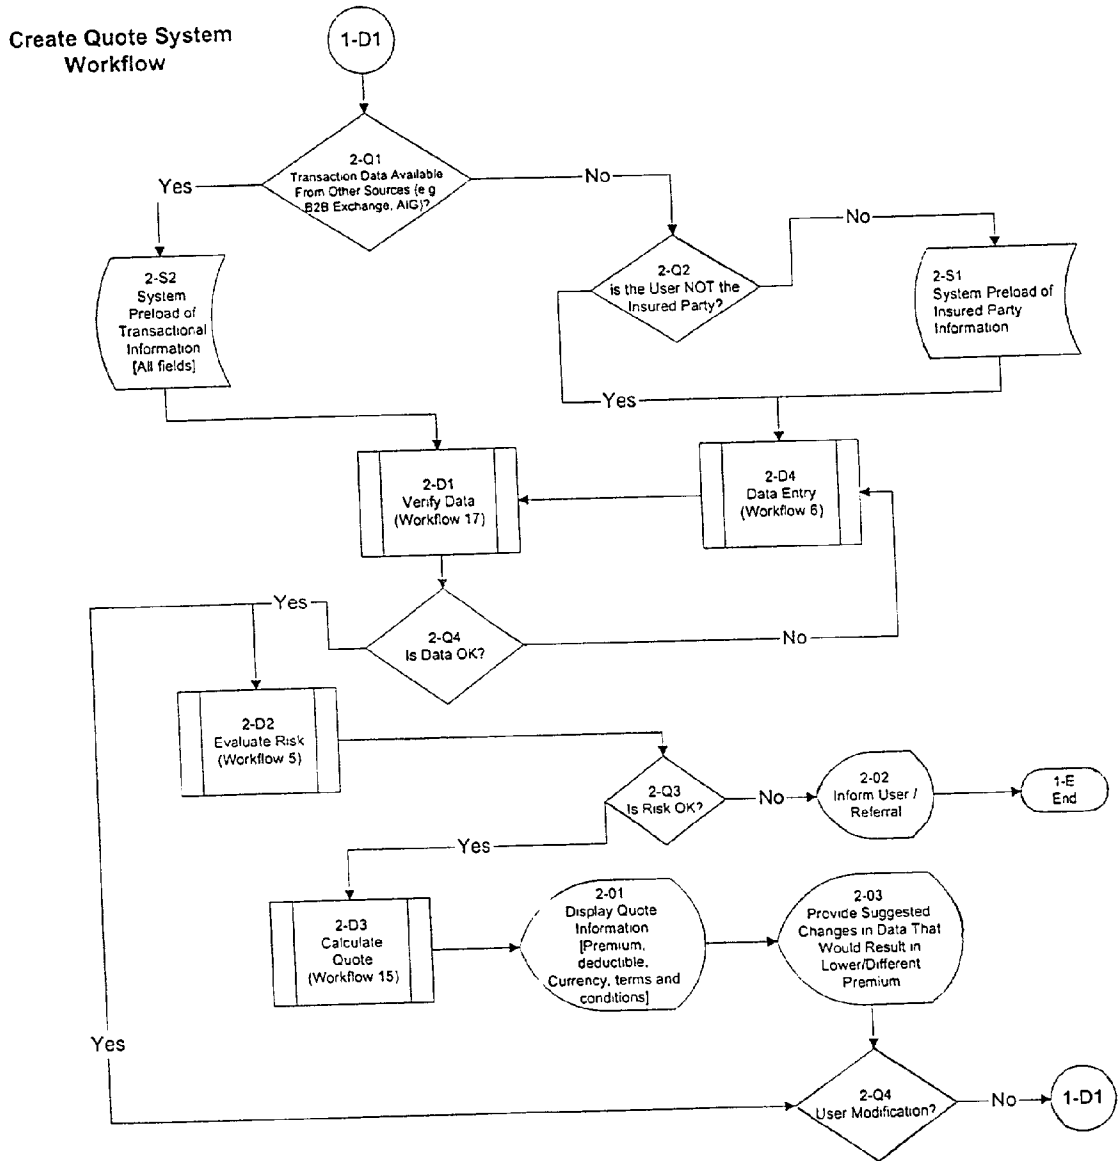 Create Quote System
Workflow
1-D1
2-Q1
Transaction Data Available
From Other Sources (e g
B2B Exchange, AIG)?
Yes
No
No
2-S2
System
Preload of
Transactional
Information
[All fields]
2-Q2
is the User NOT the
Insured Party?
2-S1
System Preload of
Insured Party
Information
Yes
2-D1
Verify Data
(Workflow 17)
2-D4
Data Entry
(Workflow 6)
Yes
2-Q4
Is Data OK?
No
2-D2
Evaluate Risk
(Workflow 5)
2-Q3
Is Risk OK?
No
2-02
Inform User /
Referral
1-E
End
Yes
2-D3
Calculate
Quote
(Workflow 15)
2-01
Display Quote
Information
[Premium,
deductible,
Currency, terms and
conditions]
2-03
Provide Suggested
Changes in Data That
Would Result in
Lower/Different
Premium
Yes
2-Q4
User Modification?
No
1-D1